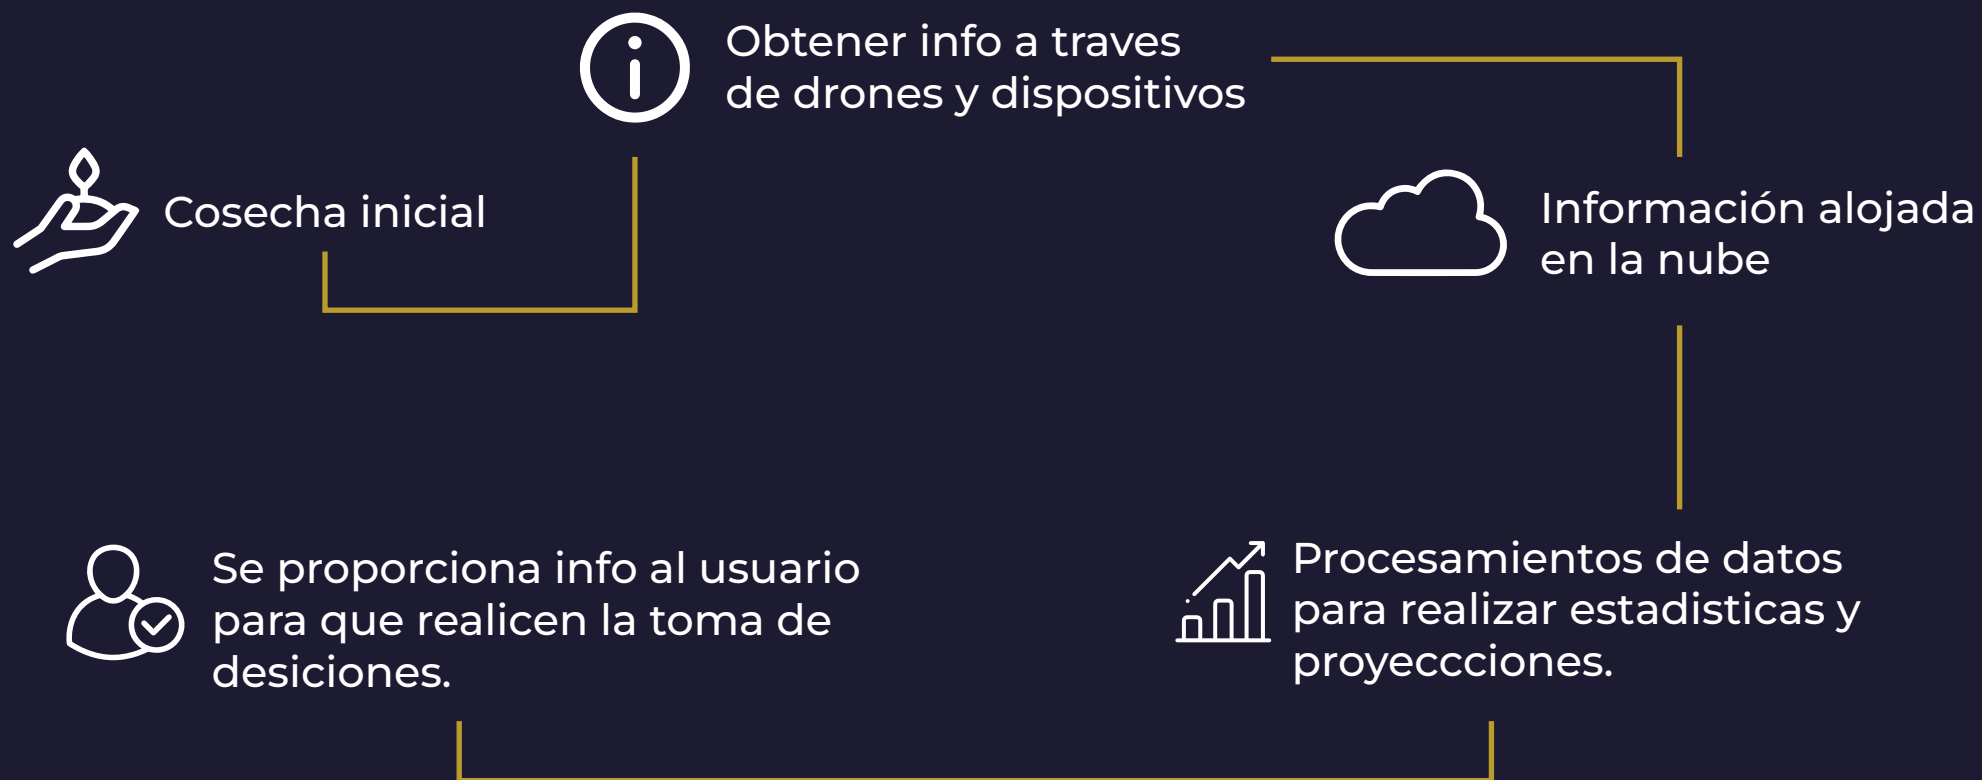 Obtener info a traves
de drones y dispositivos
Cosecha inicial
Información alojada
en la nube
Procesamientos de datos
para realizar estadisticas y
proyeccciones.
Se proporciona info al usuario
para que realicen la toma de
desiciones.